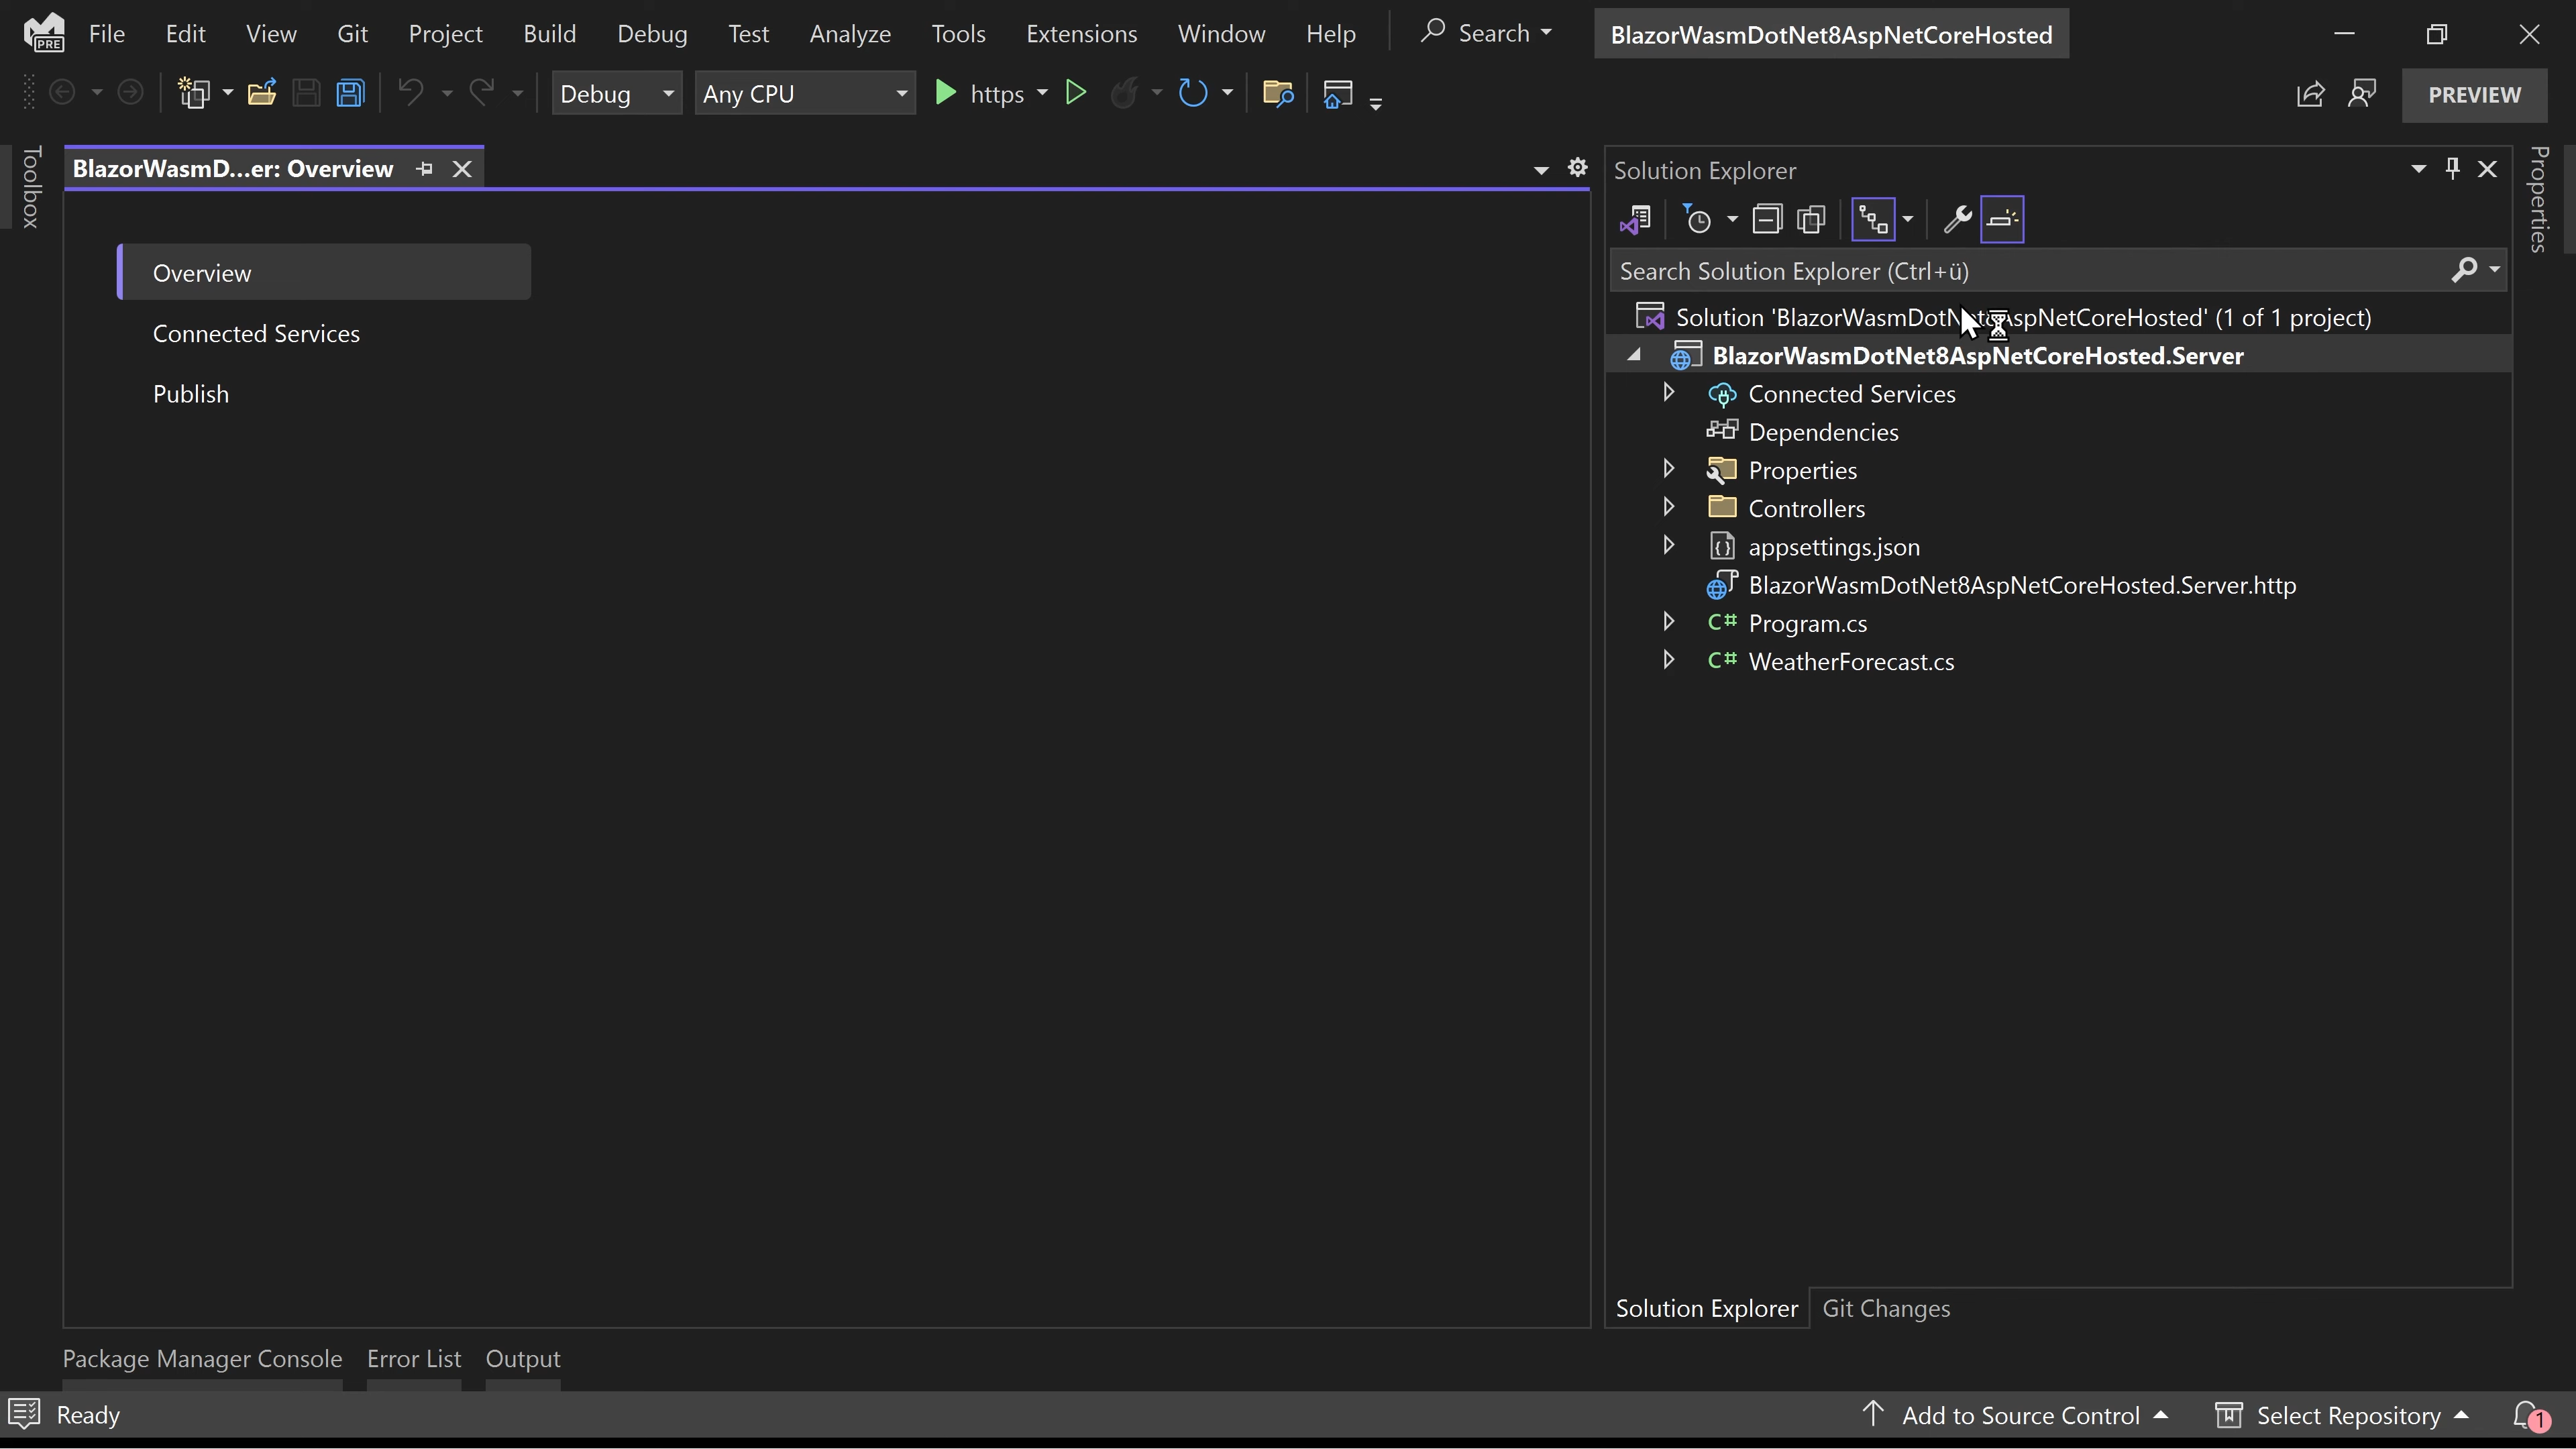 PRE File Edit View Git Project Build Debug Test Analyze Tools Extensions Window Help Search BlazorWasmDotNet8AspNetCoreHosted
Debug Any CPU https PREVIEW
Toolbox
BlazorWasmD...er: Overview
Overview
Connected Services
Publish
Solution Explorer
Search Solution Explorer (Ctrl+ü)
Solution 'BlazorWasmDotNet8AspNetCoreHosted' (1 of 1 project)
BlazorWasmDotNet8AspNetCoreHosted.Server
Connected Services
Dependencies
Properties
Controllers
appsettings.json
BlazorWasmDotNet8AspNetCoreHosted.Server.http
C# Program.cs
C# WeatherForecast.cs
Solution Explorer Git Changes
Properties
Package Manager Console Error List Output
Ready Add to Source Control Select Repository 1